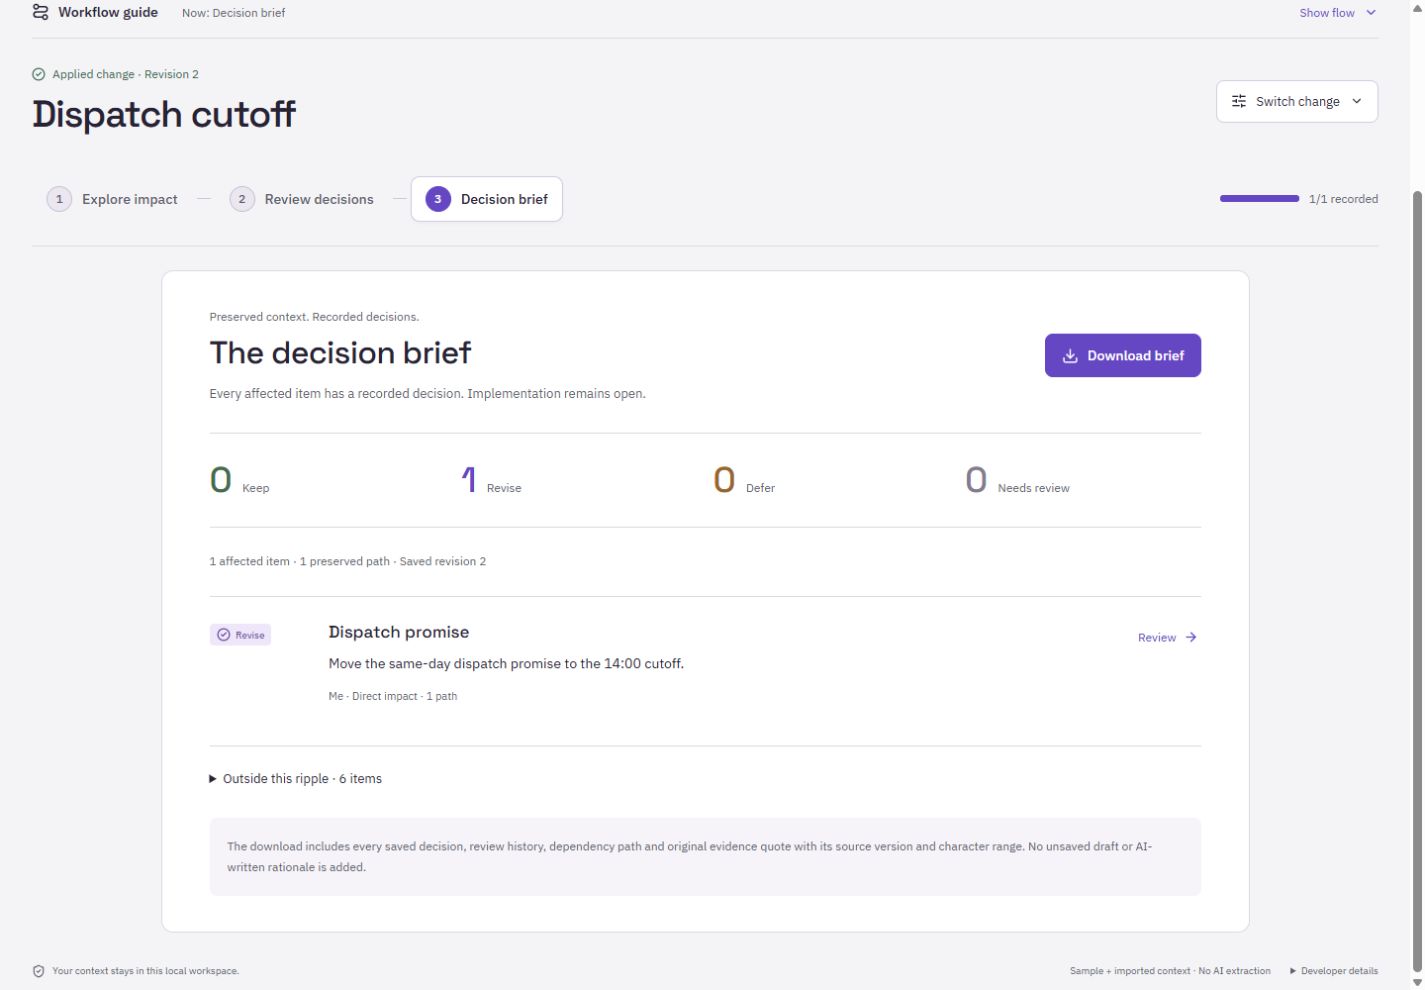 Workflow guide
Now: Decision brief
Show flow
Applied change · Revision 2
Dispatch cutoff
Switch change
1 Explore impact
2 Review decisions
3 Decision brief
1/1 recorded
Preserved context. Recorded decisions.
The decision brief
Download brief
Every affected item has a recorded decision. Implementation remains open.
0 Keep
1 Revise
0 Defer
0 Needs review
1 affected item · 1 preserved path · Saved revision 2
Revise
Dispatch promise
Review
Move the same-day dispatch promise to the 14:00 cutoff.
Me · Direct impact · 1 path
Outside this ripple · 6 items
The download includes every saved decision, review history, dependency path and original evidence quote with its source version and character range. No unsaved draft or AI-
written rationale is added.
Your context stays in this local workspace.
Sample + imported context · No AI extraction
Developer details